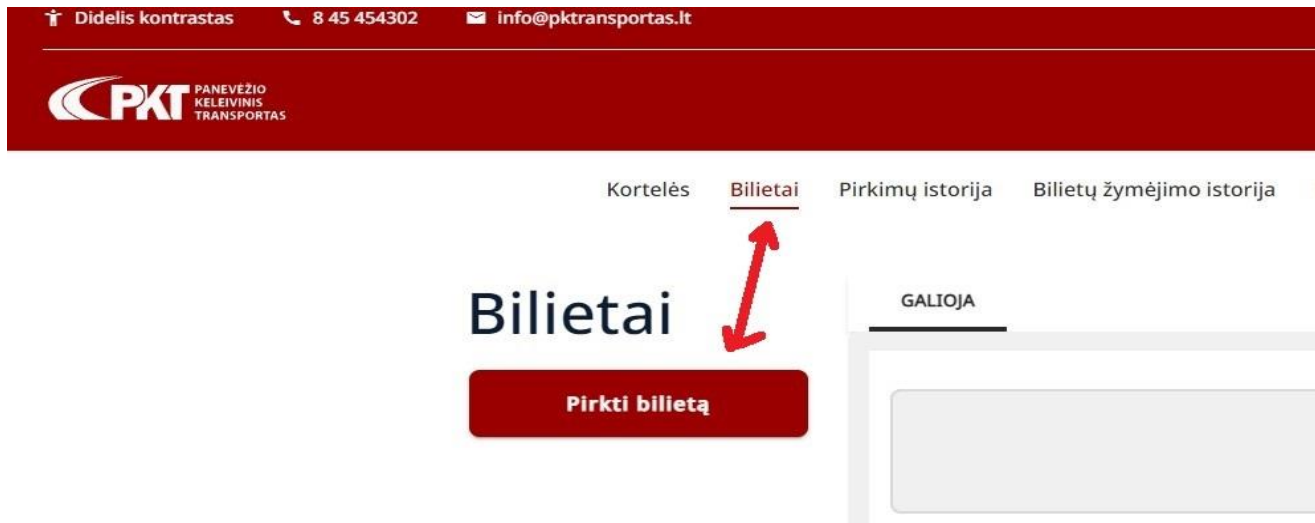 Didelis kontrastas 8 45 454302 info@pktransportas.lt
PKT PANEVĖŽIO
KELEIVINIS
TRANSPORTAS
Kortelės Bilietai Pirkimų istorija Bilietų žymėjimo istorija
Bilietai
GALIOJA
Pirkti bilietą